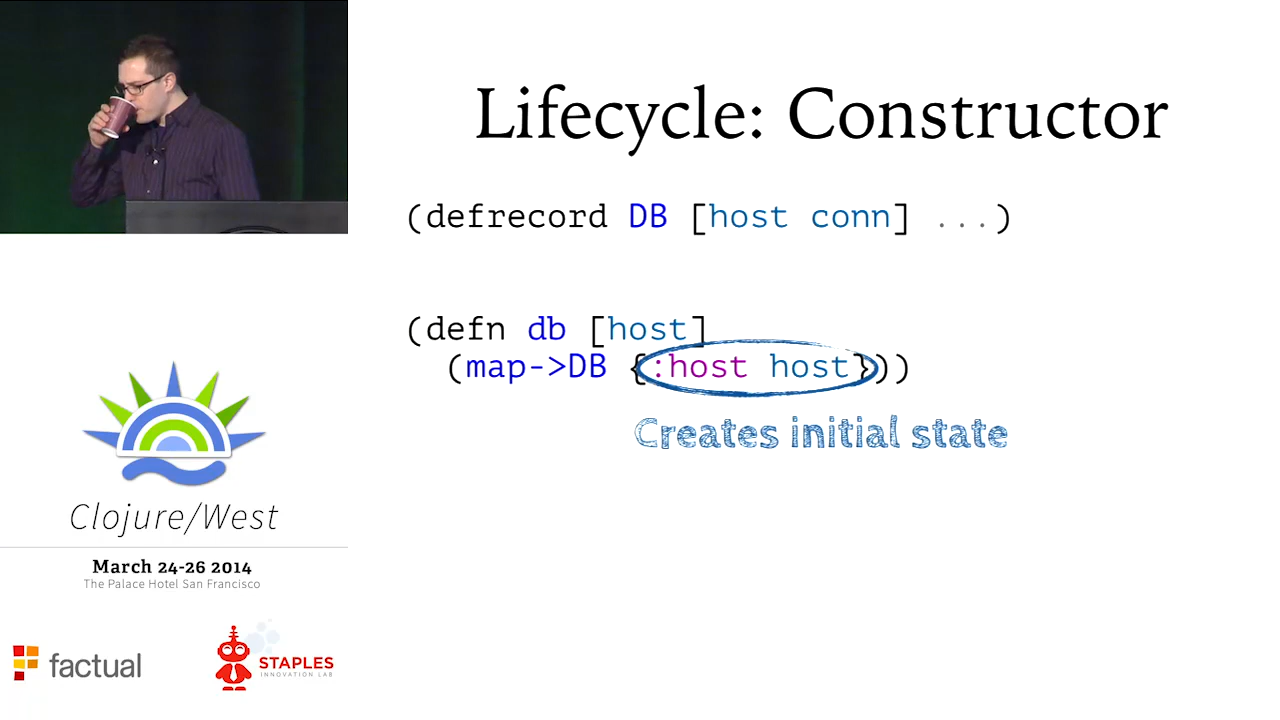 Lifecycle: Constructor
(defrecord DB [host conn] ...)
(defn db [host]
(map->DB {:host host}))
Creates initial state
Clojure/West
March 24-26 2014
The Palace Hotel San Francisco
factual
STAPLES
INNOVATION LAB